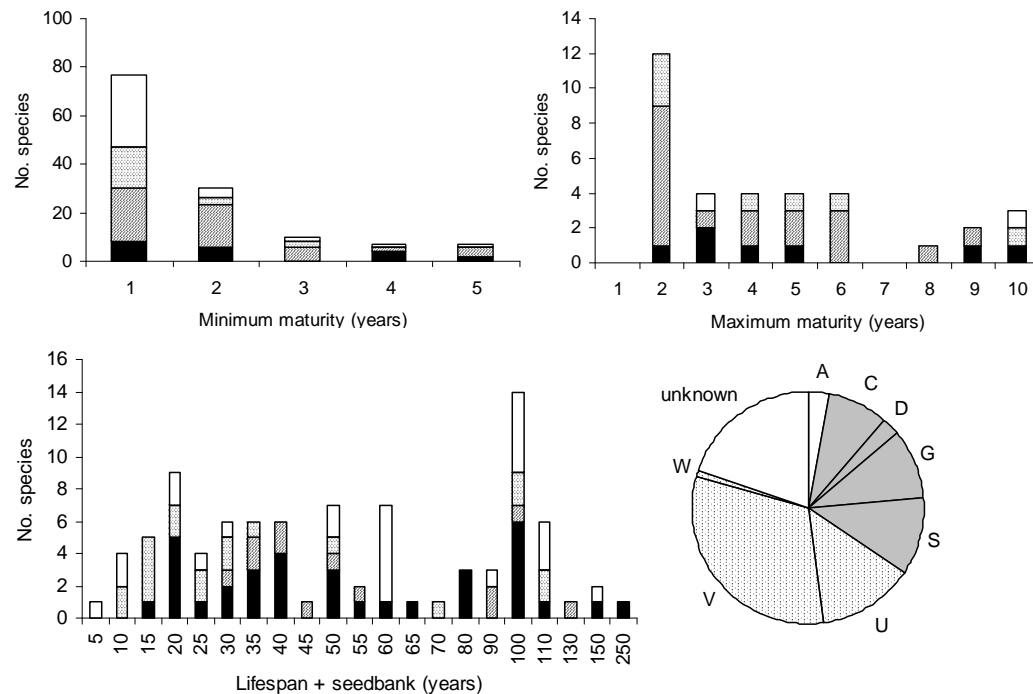 100
80
60
40
20
0
No. species
1 2 3 4 5
Minimum maturity (years)
14
12
10
8
6
4
2
0
No. species
1 2 3 4 5 6 7 8 9 10
Maximum maturity (years)
16
14
12
10
8
6
4
2
0
No. species
5 10 15 20 25 30 35 40 45 50 55 60 65 70 80 90 100 110 130 150 250
Lifespan + seedbank (years)
unknown
A
C
D
G
S
U
V
W